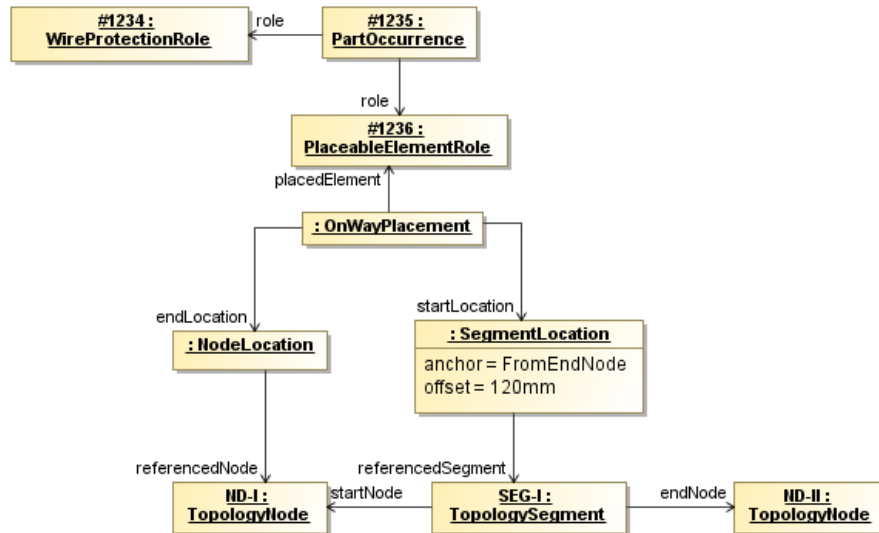 #1234 :
WireProtectionRole
role
#1235 :
PartOccurrence
role
#1236 :
PlaceableElementRole
placedElement
: OnWayPlacement
endLocation
startLocation
: NodeLocation
: SegmentLocation
anchor = FromEndNode
offset = 120mm
referencedNode
referencedSegment
ND-I :
TopologyNode
startNode
SEG-I :
TopologySegment
endNode
ND-II :
TopologyNode